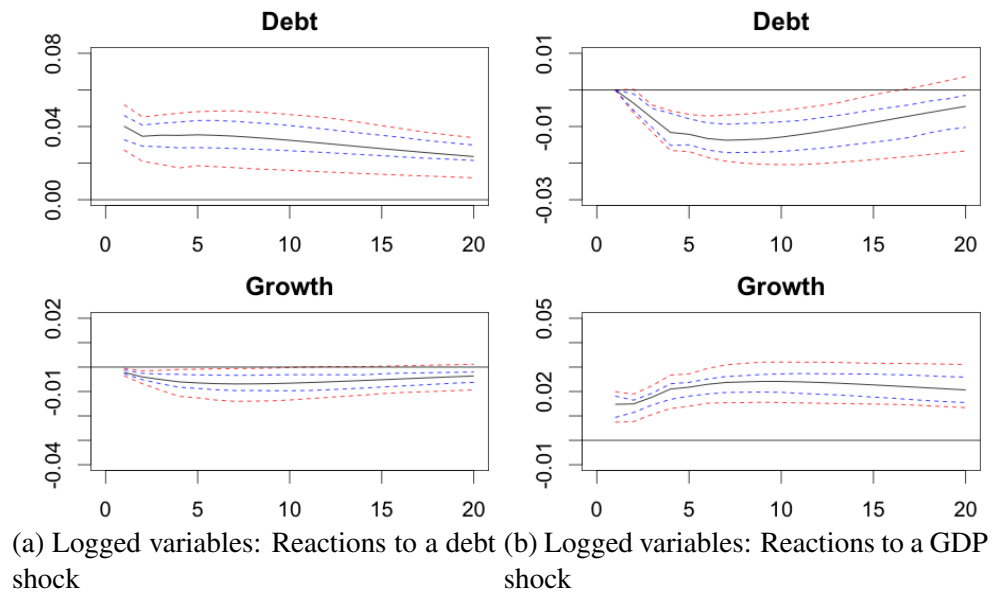 Debt
0.08
0.04
0.00
0 5 10 15 20
Debt
0.01
-0.01
-0.03
0 5 10 15 20
Growth
0.02
-0.01
-0.04
0 5 10 15 20
Growth
0.05
0.02
-0.01
0 5 10 15 20
(a) Logged variables: Reactions to a debt
shock
(b) Logged variables: Reactions to a GDP
shock